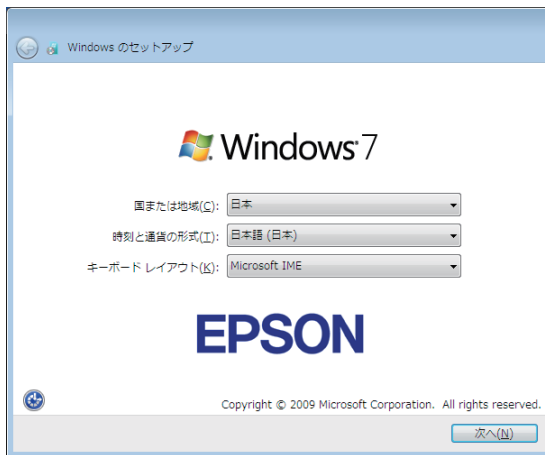 Windows のセットアップ
Windows 7
国または地域(C): 日本
時刻と通貨の形式(T): 日本語 (日本)
キーボード レイアウト(K): Microsoft IME
EPSON
Copyright © 2009 Microsoft Corporation. All rights reserved.
次へ(N)